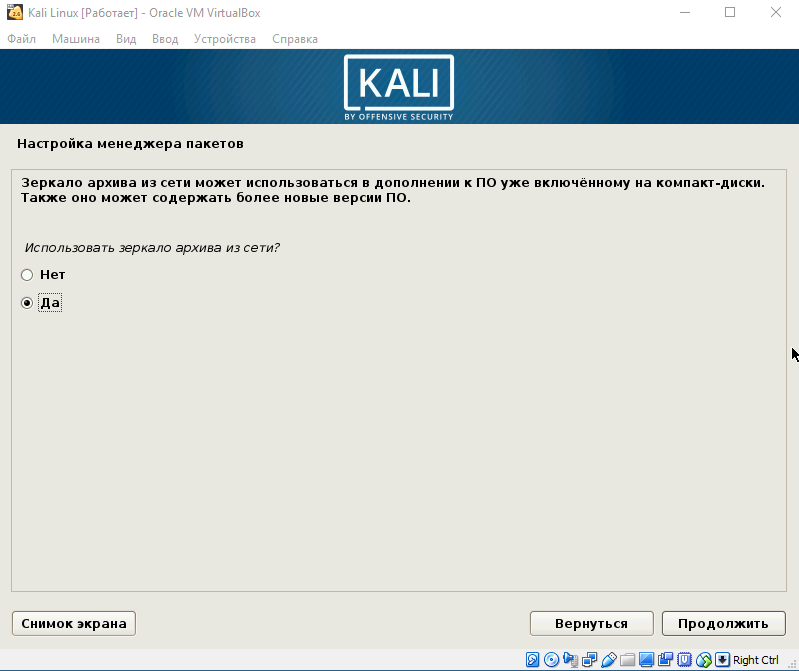 Kali Linux [Работает] - Oracle VM VirtualBox
Файл Машина Вид Ввод Устройства Справка
KALI
BY OFFENSIVE SECURITY
Настройка менеджера пакетов
Зеркало архива из сети может использоваться в дополнении к ПО уже включённому на компакт-диски.
Также оно может содержать более новые версии ПО.
Использовать зеркало архива из сети?
Нет
Да
Снимок экрана Вернуться Продолжить
Right Ctrl